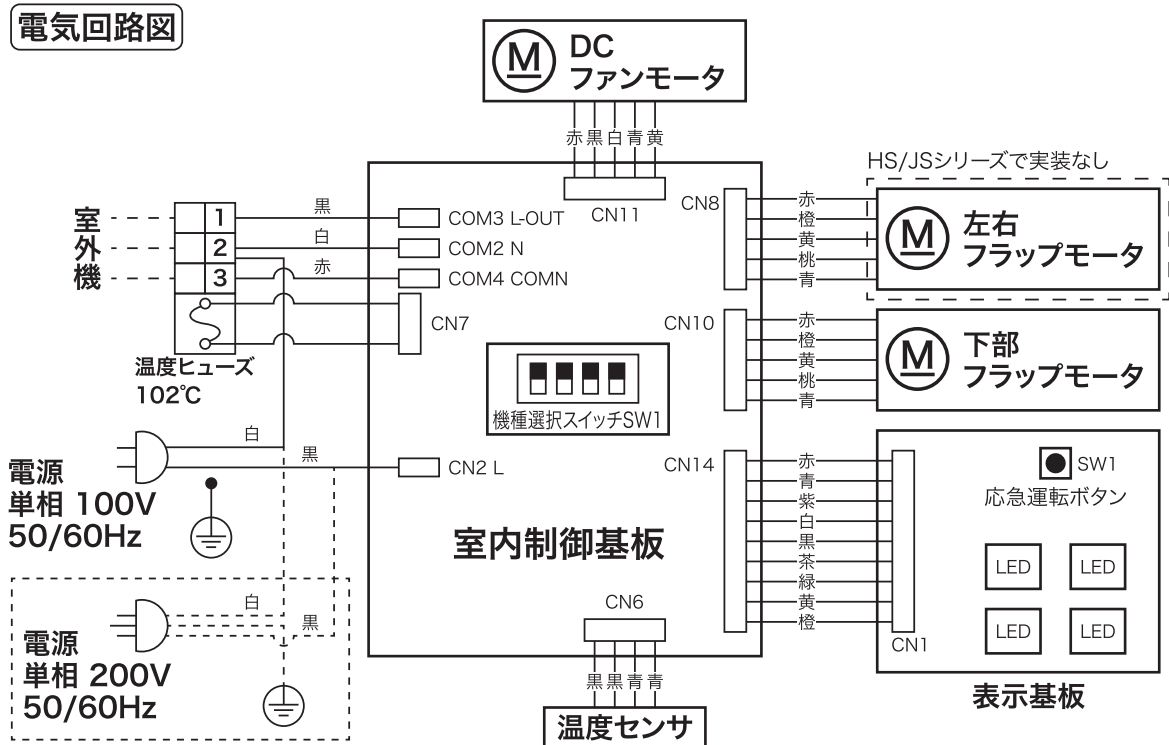 電気回路図
M
DC
ファンモータ
赤 黒 白 青 黄
CN11
HS/JSシリーズで実装なし
室外機
1
2
3
黒
白
赤
COM3 L-OUT
COM2 N
COM4 COMN
CN7
温度ヒューズ
102℃
CN8
赤
橙
黄
桃
青
M
左右
フラップモータ
CN10
赤
橙
黄
桃
青
M
下部
フラップモータ
機種選択スイッチSW1
白
黒
CN2 L
電源
単相 100V
50/60Hz
室内制御基板
CN14
赤
青
紫
白
黒
茶
緑
黄
橙
CN1
SW1
応急運転ボタン
LED
LED
LED
LED
表示基板
白
黒
電源
単相 200V
50/60Hz
CN6
黒 黒 青 青
温度センサ